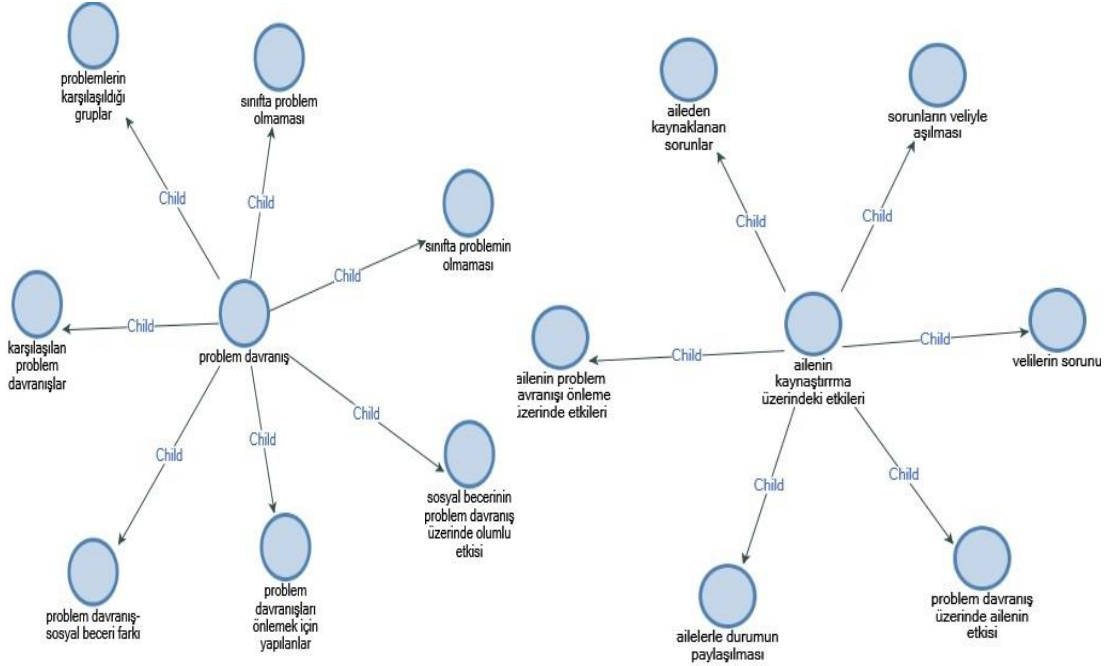 problemlerin
karşılaşıldığı
gruplar
Child
sınıfta problem
olmaması
Child
sınıfta problemin
olmaması
Child
karşılaşılan
problem
davranışlar
Child
problem davranış
Child
problem davranış-
sosyal beceri farkı
Child
problem
davranışları
önlemek için
yapılanlar
Child
sosyal becerinin
problem davranış
üzerinde olumlu
etkisi
aileden
kaynaklanan
sorunlar
Child
sorunların veliyle
aşılması
Child
ailenin problem
avranışı önleme
üzerinde etkileri
Child
ailenin
kaynaştırrma
üzerindeki etkileri
Child
velilerin sorunu
Child
ailelerle durumun
paylaşılması
Child
problem davranış
üzerinde ailenin
etkisi